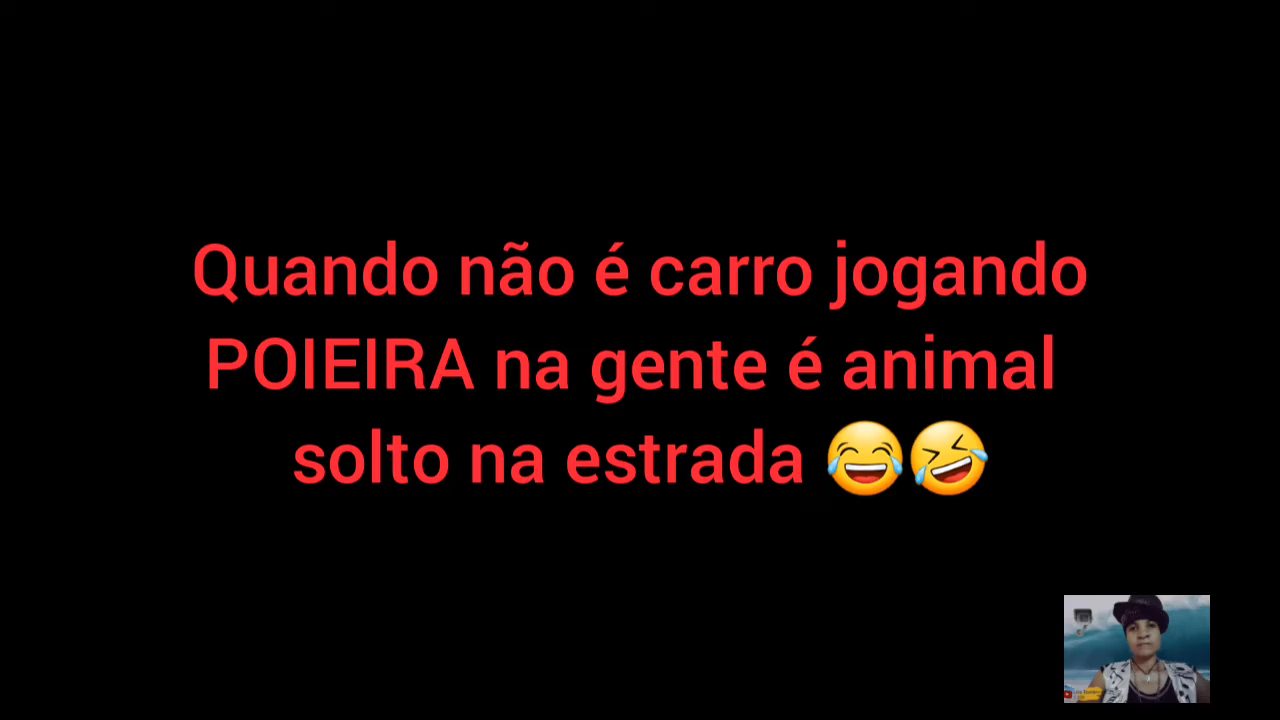 Quando não é carro jogando
POIEIRA na gente é animal
solto na estrada 😂🤣